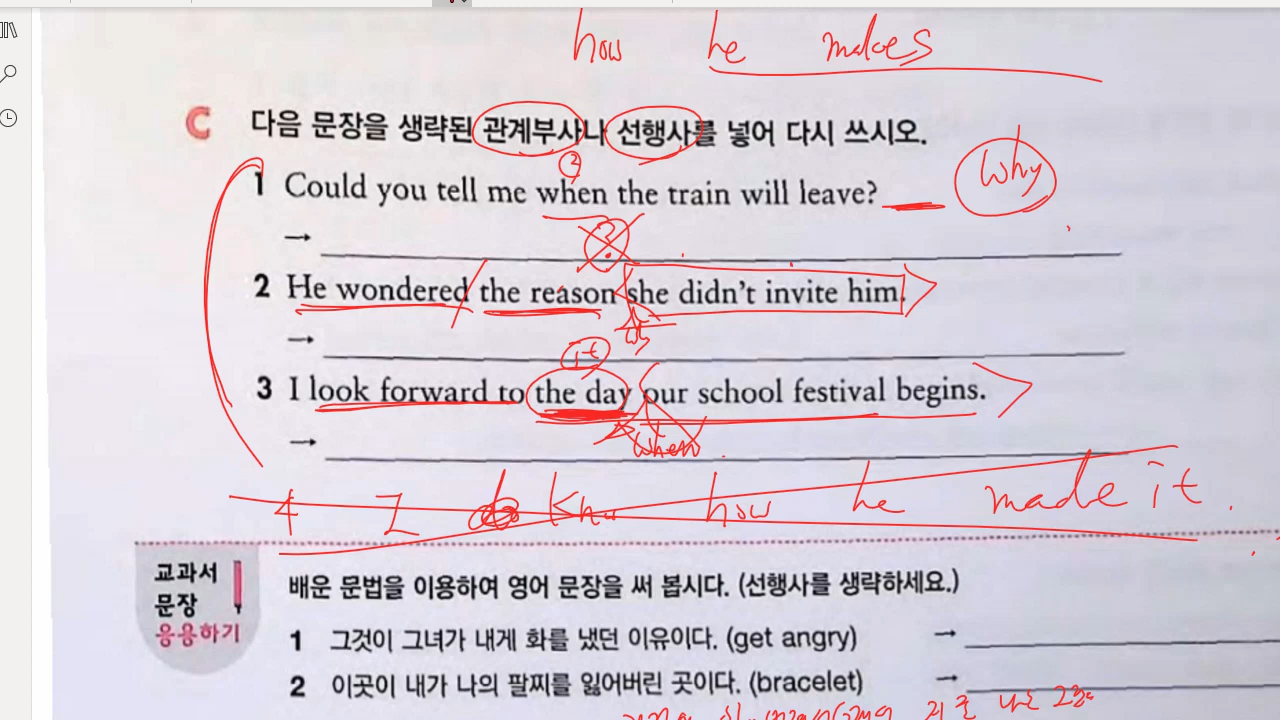 how he makes
C 다음 문장을 생략된 관계부사나 선행사를 넣어 다시 쓰시오.
1 Could you tell me when the train will leave?
why
→
2 He wondered the reason she didn't invite him.
→
it
3 I look forward to the day our school festival begins.
→
when
4 I how he made it.
교과서
문장
응용하기
배운 문법을 이용하여 영어 문장을 써 봅시다. (선행사를 생략하세요.)
1 그것이 그녀가 내게 화를 냈던 이유이다. (get angry) →
2 이곳이 내가 나의 팔찌를 잃어버린 곳이다. (bracelet) →